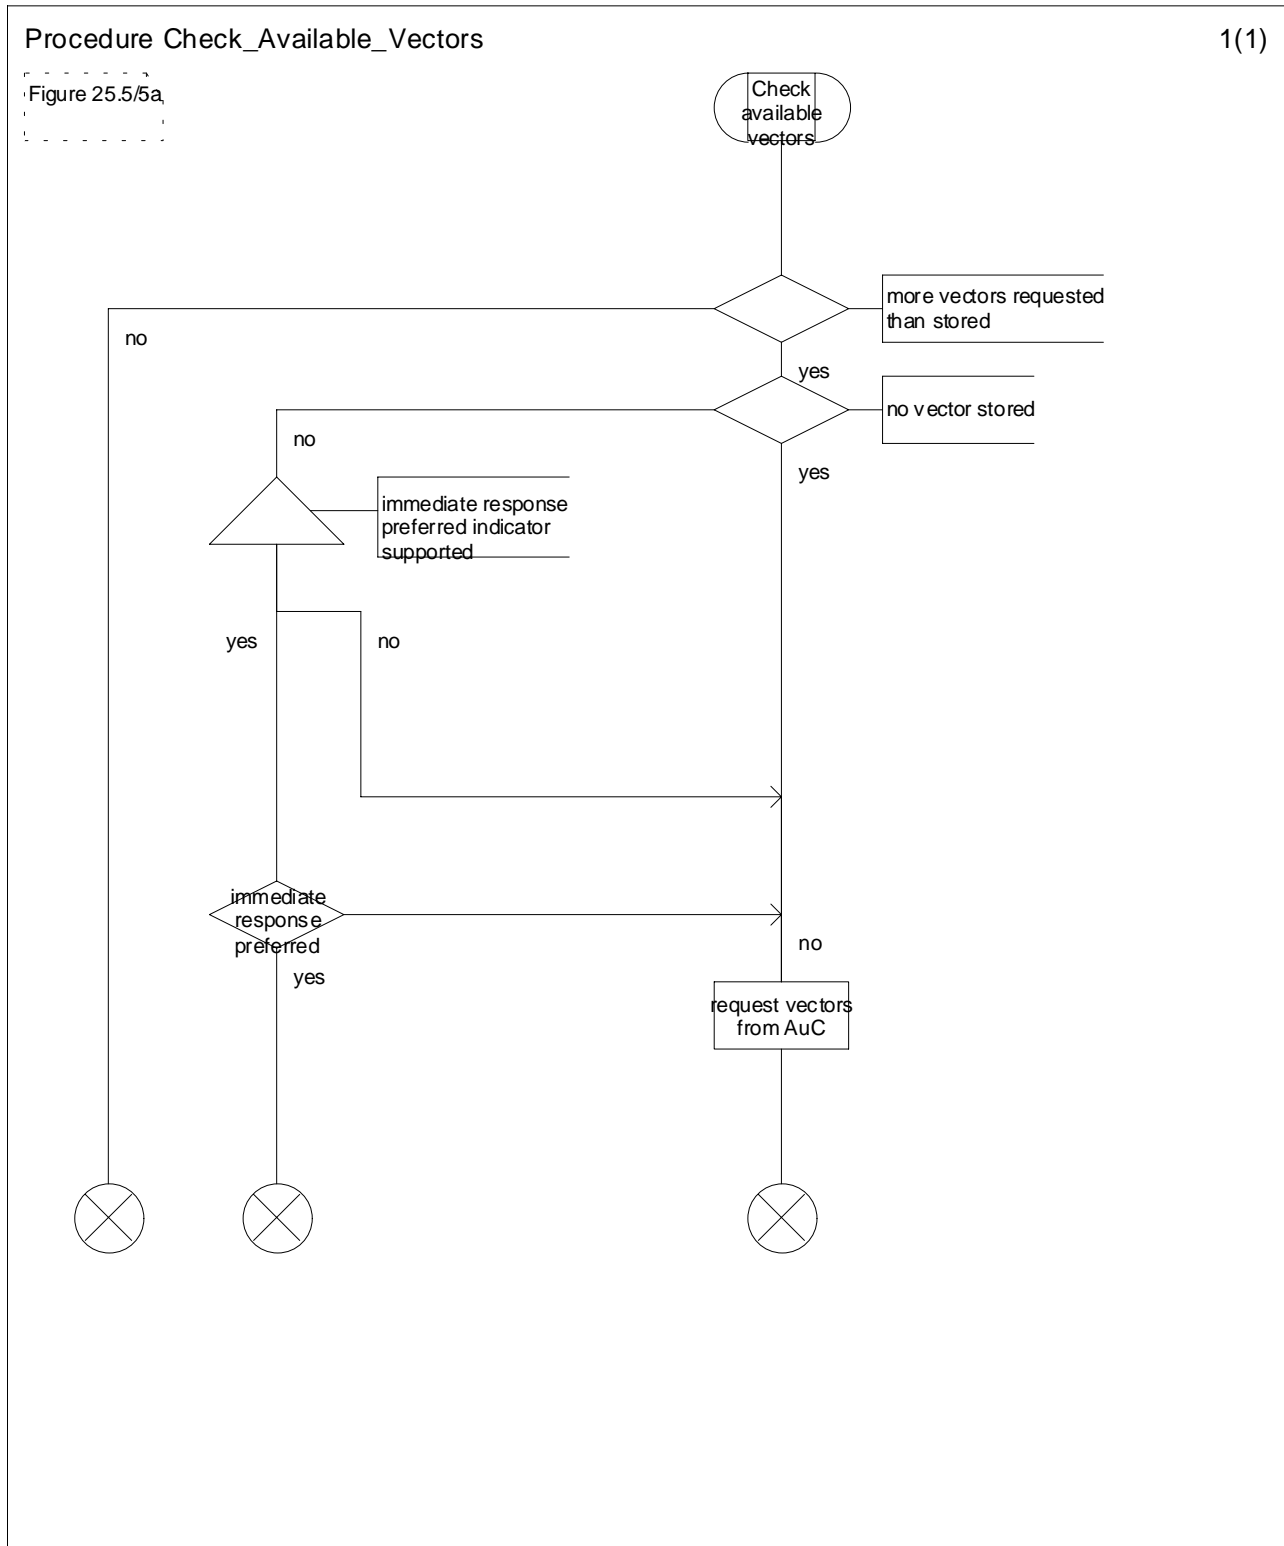 Procedure Check_Available_Vectors
1(1)
Figure 25.5/5a
Check
available
vectors
more vectors requested
than stored
no
yes
no vector stored
no
yes
immediate response
preferred indicator
supported
yes
no
immediate
response
preferred
no
yes
request vectors
from AuC